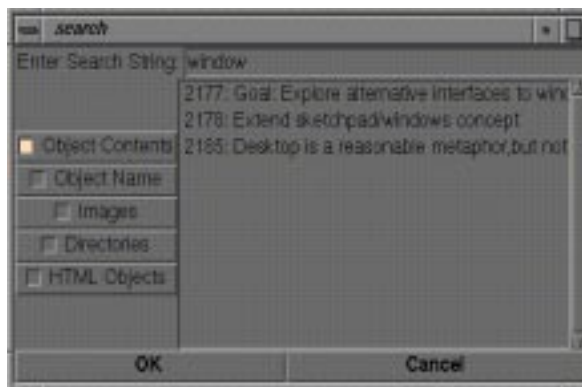 search
Enter Search String: window
2177: Goal: Explore alternative interfaces to wind
2178: Extend sketchpad/windows concept
2185: Desktop is a reasonable metaphor,but not
Object Contents
Object Name
Images
Directories
HTML Objects
OK
Cancel